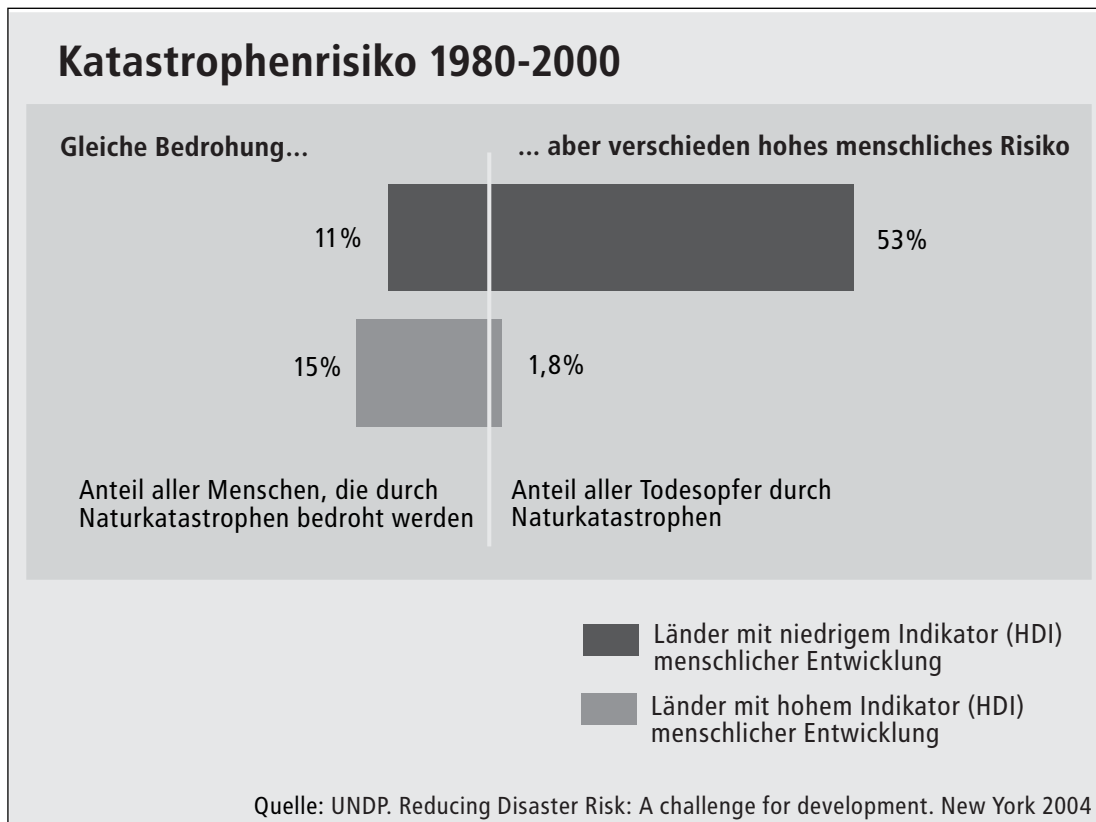 Katastrophenrisiko 1980-2000
Gleiche Bedrohung...
... aber verschieden hohes menschliches Risiko
11%
53%
15%
1,8%
Anteil aller Menschen, die durch
Naturkatastrophen bedroht werden
Anteil aller Todesopfer durch
Naturkatastrophen
Länder mit niedrigem Indikator (HDI)
menschlicher Entwicklung
Länder mit hohem Indikator (HDI)
menschlicher Entwicklung
Quelle: UNDP. Reducing Disaster Risk: A challenge for development. New York 2004